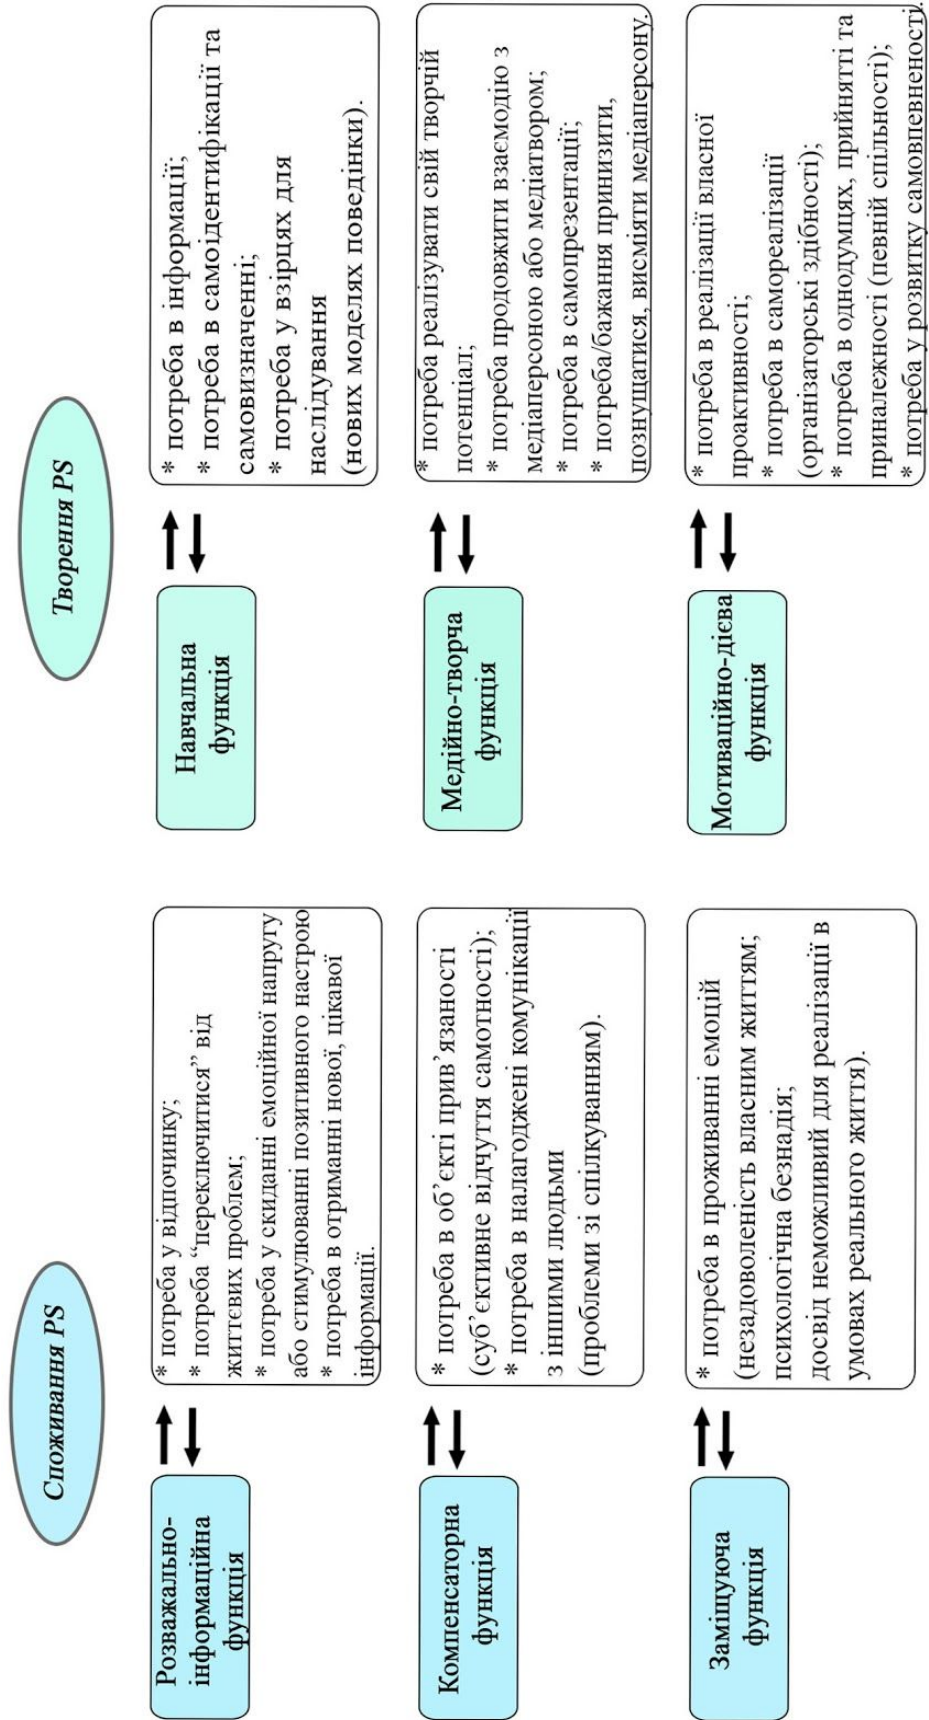 Споживання PS
Розважально-
інформаційна
функція
* потреба у відпочинку;
* потреба “переключитися” від
життєвих проблем;
* потреба у скиданні емоційної напругу
або стимулюванні позитивного настрою
* потреба в отриманні нової, цікавої
інформації.
Компенсаторна
функція
* потреба в об’єкті прив’язаності
(суб’єктивне відчуття самотності);
* потреба в налагоджені комунікації
з іншими людьми
(проблеми зі спілкуванням).
Заміщуюча
функція
* потреба в проживанні емоцій
(незадоволеність власним життям;
психологічна безнадія;
досвід неможливий для реалізації в
умовах реального життя).
Творення PS
Навчальна
функція
* потреба в інформації;
* потреба в самоідентифікації та
самовизначенні;
* потреба у взірцях для
наслідування
(нових моделях поведінки).
Медійно-творча
функція
* потреба реалізувати свій творчій
потенціал;
* потреба продовжити взаємодію з
медіаперсоною або медіатвором;
* потреба в самопрезентації;
* потреба/бажання принизити,
познущатися, висміяти медіаперсону.
Мотиваційно-дієва
функція
* потреба в реалізації власної
проактивності;
* потреба в самореалізації
(організаторські здібності);
* потреба в однодумцях, прийнятті та
приналежності (певній спільності);
* потреба у розвитку самовпевненості.